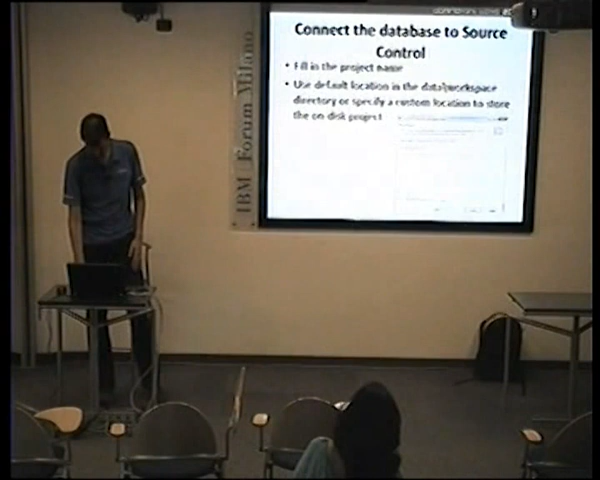 Connect the database to Source
Control
• Fill in the project name
• Use default location in the data/workspace
directory or specify a custom location to store
the on disk project
IBM Forum Milano